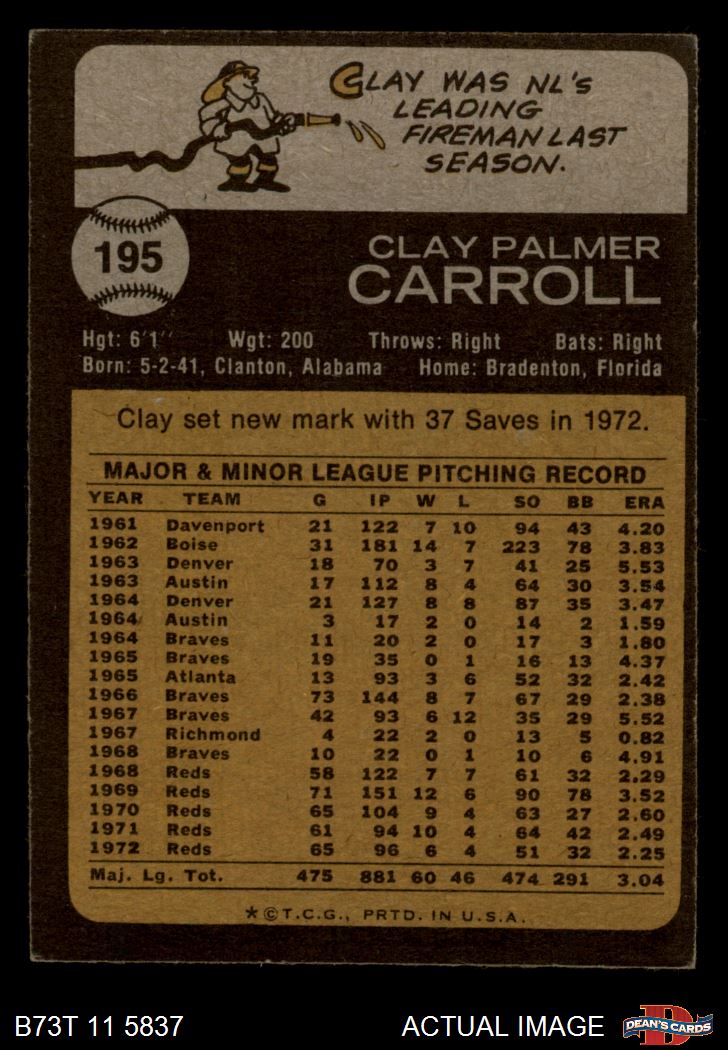 CLAY WAS NL'S
LEADING
FIREMAN LAST
SEASON.
195
CLAY PALMER
CARROLL
Hgt: 6'1" Wgt: 200 Throws: Right Bats: Right
Born: 5-2-41, Clanton, Alabama Home: Bradenton, Florida
Clay set new mark with 37 Saves in 1972.
MAJOR & MINOR LEAGUE PITCHING RECORD
YEAR TEAM G IP W L SO BB ERA
1961 Davenport 21 122 7 10 94 43 4.20
1962 Boise 31 181 14 7 223 78 3.83
1963 Denver 18 70 3 7 41 25 5.53
1963 Austin 17 112 8 4 64 30 3.54
1964 Denver 21 127 8 8 87 35 3.47
1964 Austin 3 17 2 0 14 2 1.59
1964 Braves 11 20 2 0 17 3 1.80
1965 Braves 19 35 0 1 16 13 4.37
1965 Atlanta 13 93 3 6 52 32 2.42
1966 Braves 73 144 8 7 67 29 2.38
1967 Braves 42 93 6 12 35 29 5.52
1967 Richmond 4 22 2 0 13 5 0.82
1968 Braves 10 22 0 1 10 6 4.91
1968 Reds 58 122 7 7 61 32 2.29
1969 Reds 71 151 12 6 90 78 3.52
1970 Reds 65 104 9 4 63 27 2.60
1971 Reds 61 94 10 4 64 42 2.49
1972 Reds 65 96 6 4 51 32 2.25
Maj. Lg. Tot. 475 881 60 46 474 291 3.04
*©T.C.G., PRTD. IN U.S.A.
B73T 11 5837 ACTUAL IMAGE
D
DEAN'S CARDS